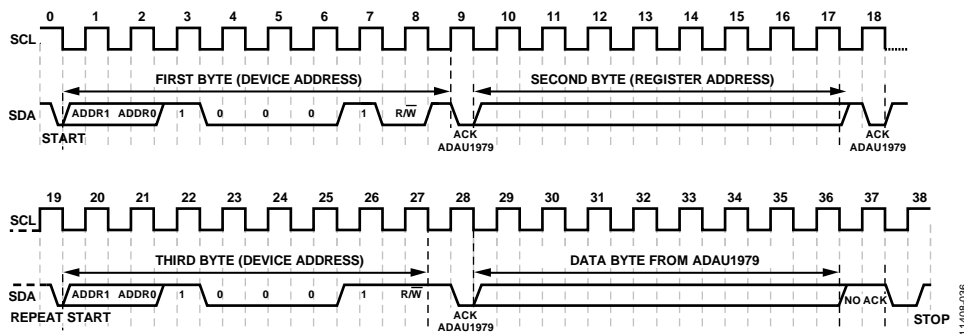 0 1 2 3 4 5 6 7 8 9 10 11 12 13 14 15 16 17 18
SCL
FIRST BYTE (DEVICE ADDRESS) SECOND BYTE (REGISTER ADDRESS)
SDA ADDR1 ADDR0 1 0 0 0 1 R/W
START ACK ACK
ADAU1979 ADAU1979
19 20 21 22 23 24 25 26 27 28 29 30 31 32 33 34 35 36 37 38
SCL
THIRD BYTE (DEVICE ADDRESS) DATA BYTE FROM ADAU1979
SDA ADDR1 ADDR0 1 0 0 0 1 R/W NO ACK
REPEAT START ACK STOP
ADAU1979